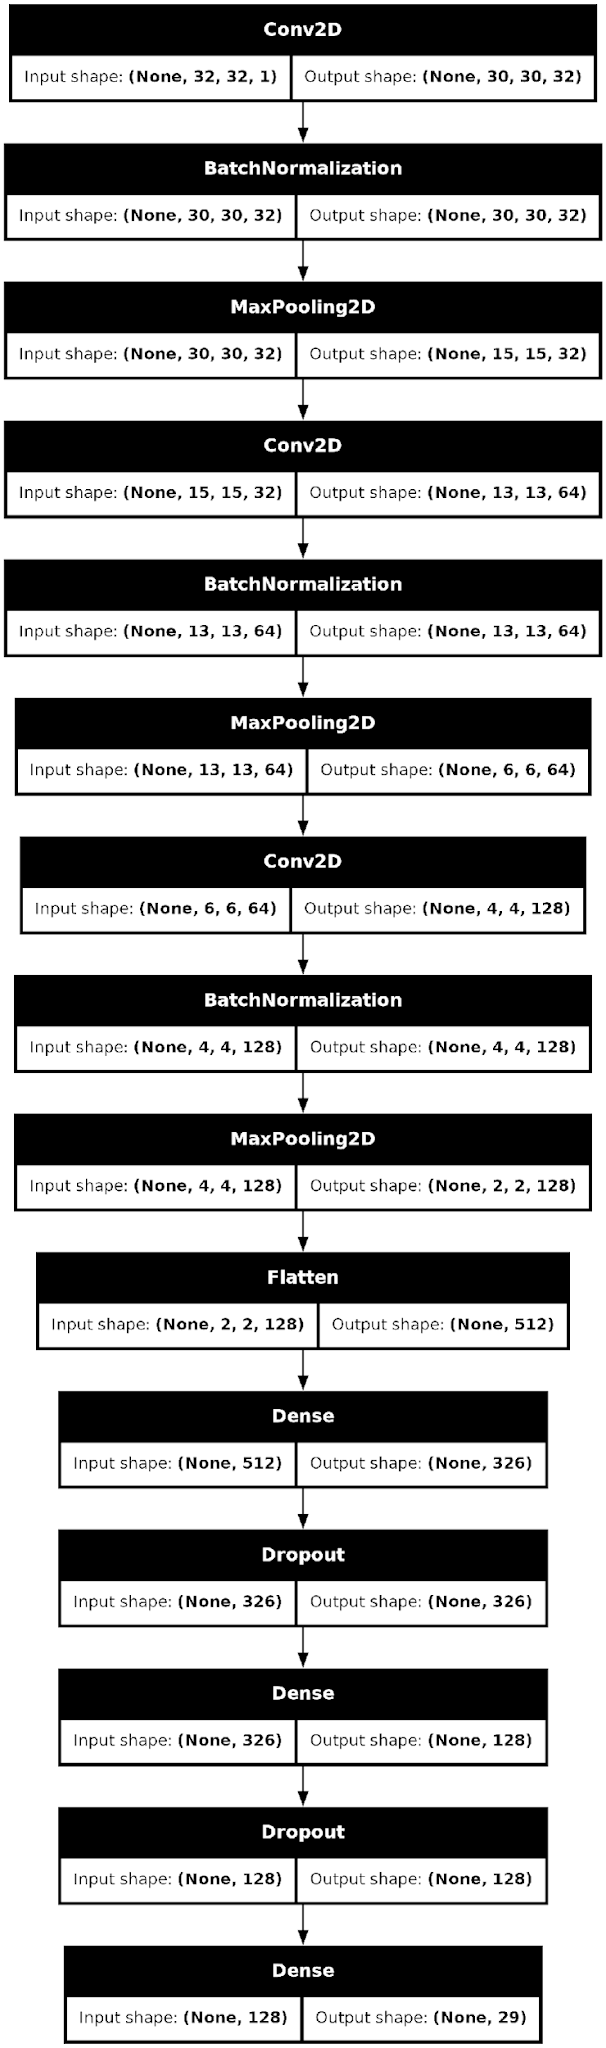 Conv2D
Input shape: (None, 32, 32, 1) Output shape: (None, 30, 30, 32)
BatchNormalization
Input shape: (None, 30, 30, 32) Output shape: (None, 30, 30, 32)
MaxPooling2D
Input shape: (None, 30, 30, 32) Output shape: (None, 15, 15, 32)
Conv2D
Input shape: (None, 15, 15, 32) Output shape: (None, 13, 13, 64)
BatchNormalization
Input shape: (None, 13, 13, 64) Output shape: (None, 13, 13, 64)
MaxPooling2D
Input shape: (None, 13, 13, 64) Output shape: (None, 6, 6, 64)
Conv2D
Input shape: (None, 6, 6, 64) Output shape: (None, 4, 4, 128)
BatchNormalization
Input shape: (None, 4, 4, 128) Output shape: (None, 4, 4, 128)
MaxPooling2D
Input shape: (None, 4, 4, 128) Output shape: (None, 2, 2, 128)
Flatten
Input shape: (None, 2, 2, 128) Output shape: (None, 512)
Dense
Input shape: (None, 512) Output shape: (None, 326)
Dropout
Input shape: (None, 326) Output shape: (None, 326)
Dense
Input shape: (None, 326) Output shape: (None, 128)
Dropout
Input shape: (None, 128) Output shape: (None, 128)
Dense
Input shape: (None, 128) Output shape: (None, 29)